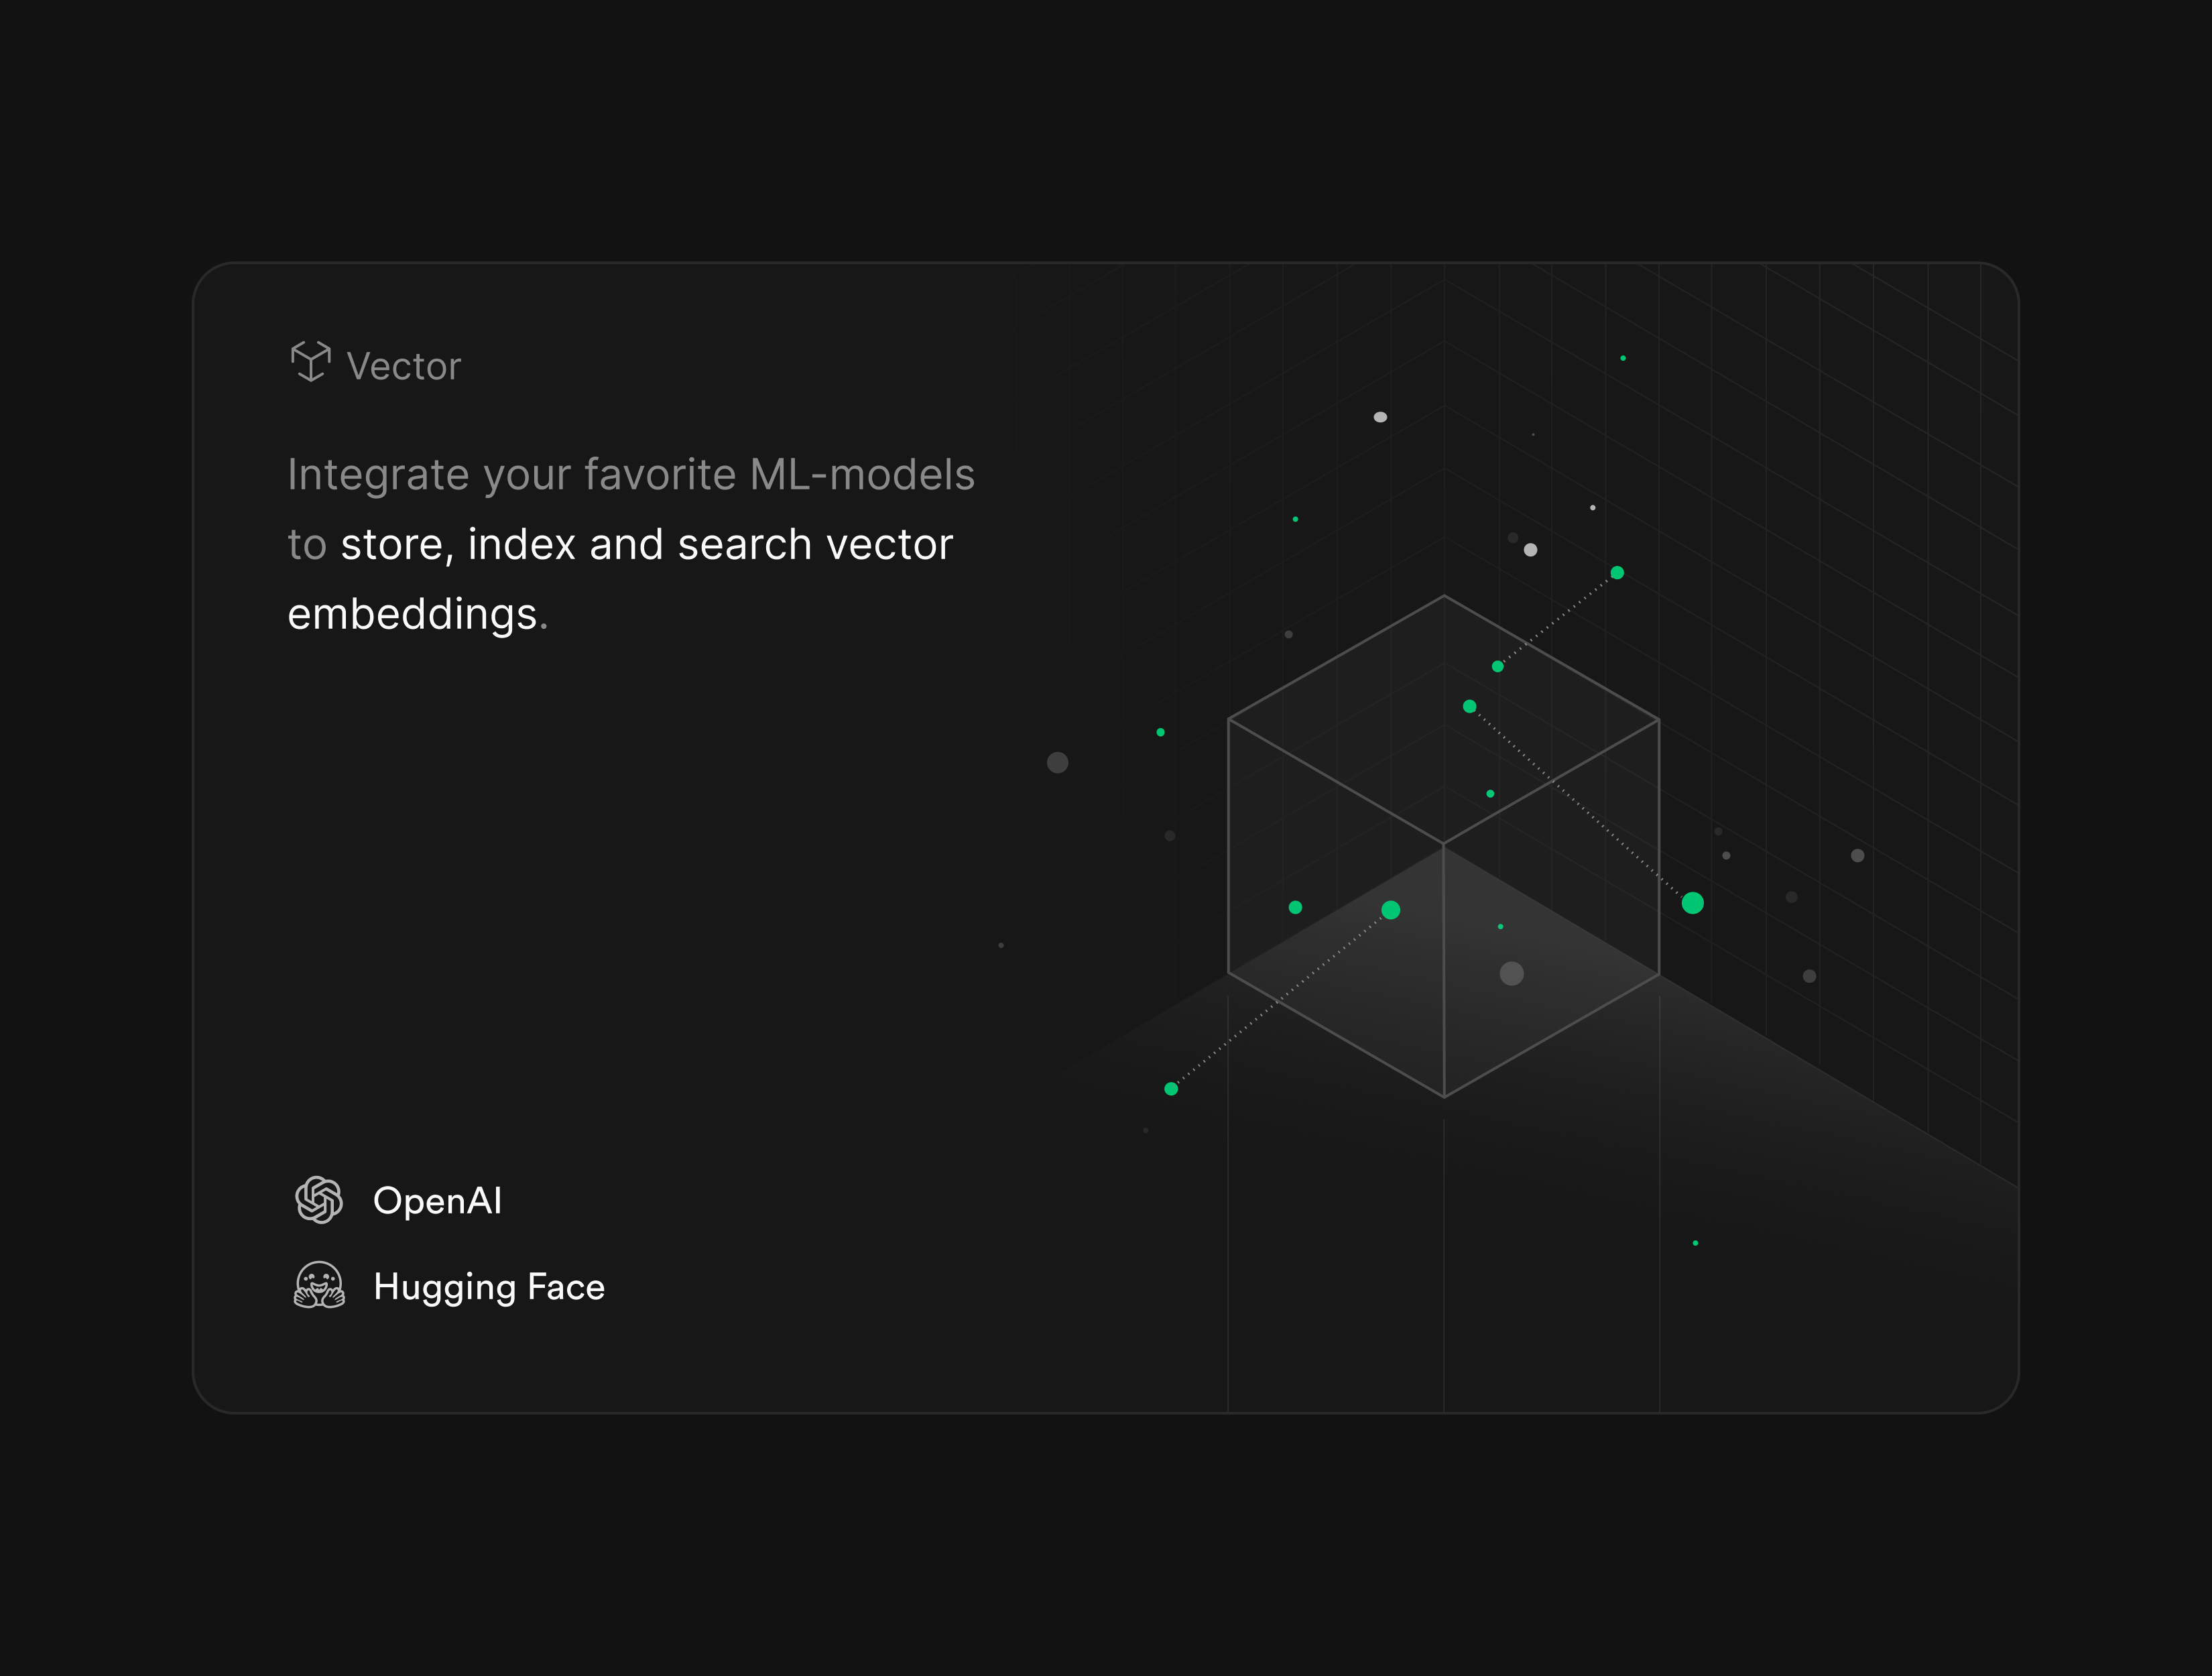 Vector
Integrate your favorite ML-models
to store, index and search vector
embeddings.
OpenAI
Hugging Face